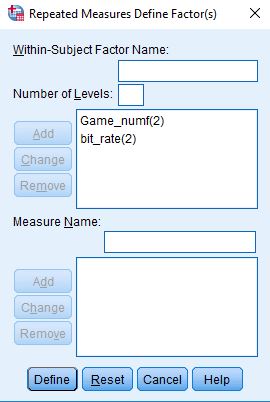 Repeated Measures Define Factor(s)
Within-Subject Factor Name:
Number of Levels:
Add
Change
Remove
Game_numf(2)
bit_rate(2)
Measure Name:
Add
Change
Remove
Define Reset Cancel Help